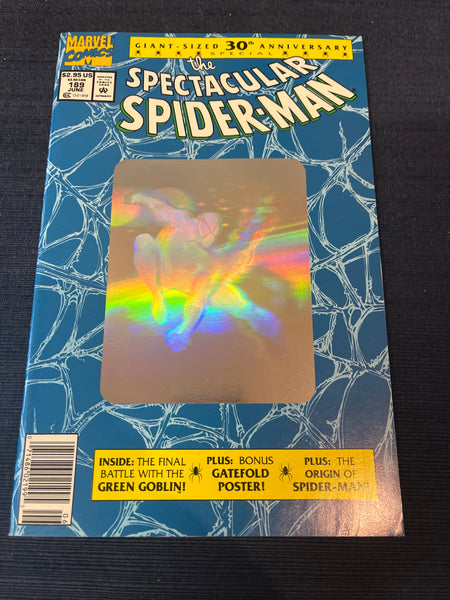 MARVEL
COMICS
GIANT-SIZED 30th ANNIVERSARY
SPECIAL
$2.95 US
189
JUNE
the
SPECTACULAR
SPIDER-MAN
INSIDE: THE FINAL
BATTLE WITH THE
GREEN GOBLIN!
PLUS: BONUS
GATEFOLD
POSTER!
PLUS: THE
ORIGIN OF
SPIDER-MAN!
06